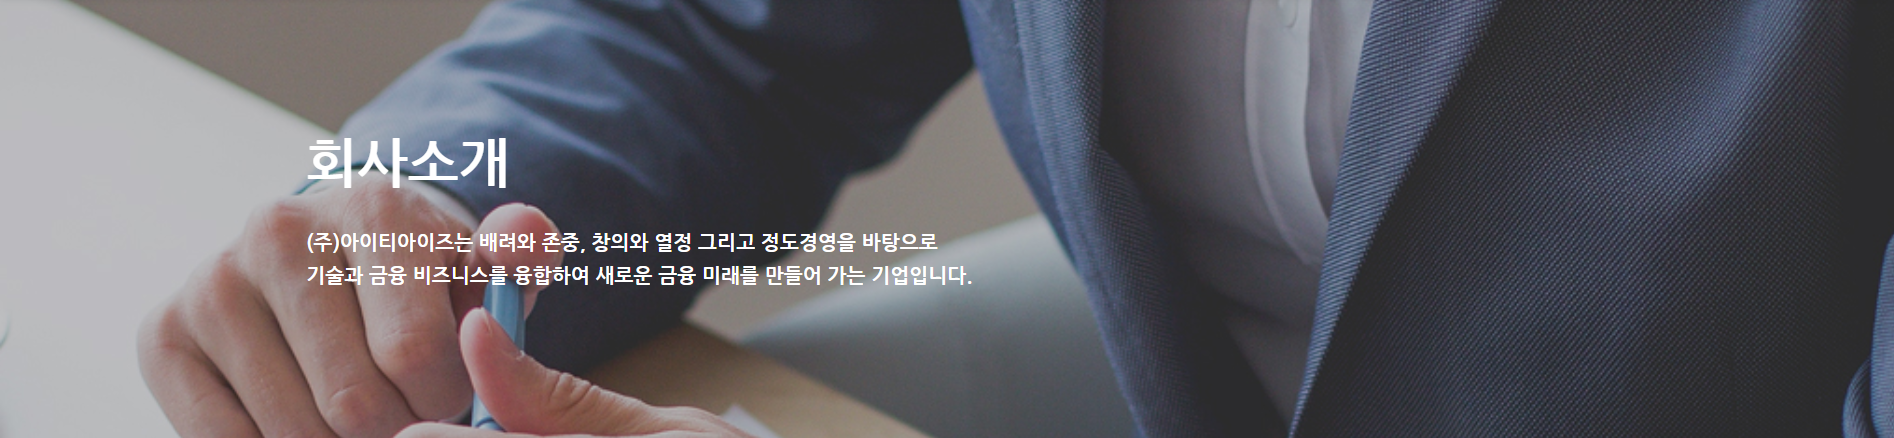 회사소개
(주)아이티아이즈는 배려와 존중, 창의와 열정 그리고 정도경영을 바탕으로
기술과 금융 비즈니스를 융합하여 새로운 금융 미래를 만들어 가는 기업입니다.